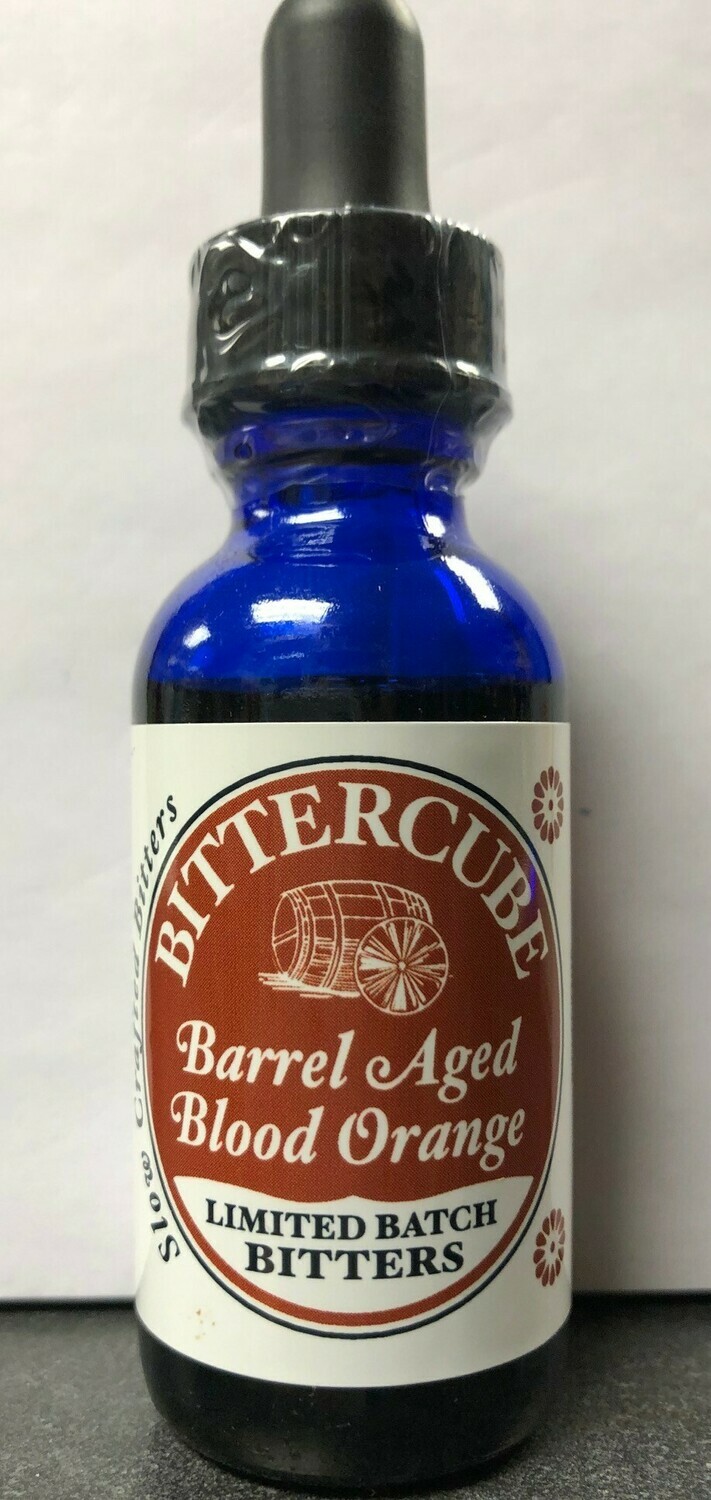 BITTERCUBE
Barrel Aged
Blood Orange
LIMITED BATCH
BITTERS
Slow Crafted Bitters